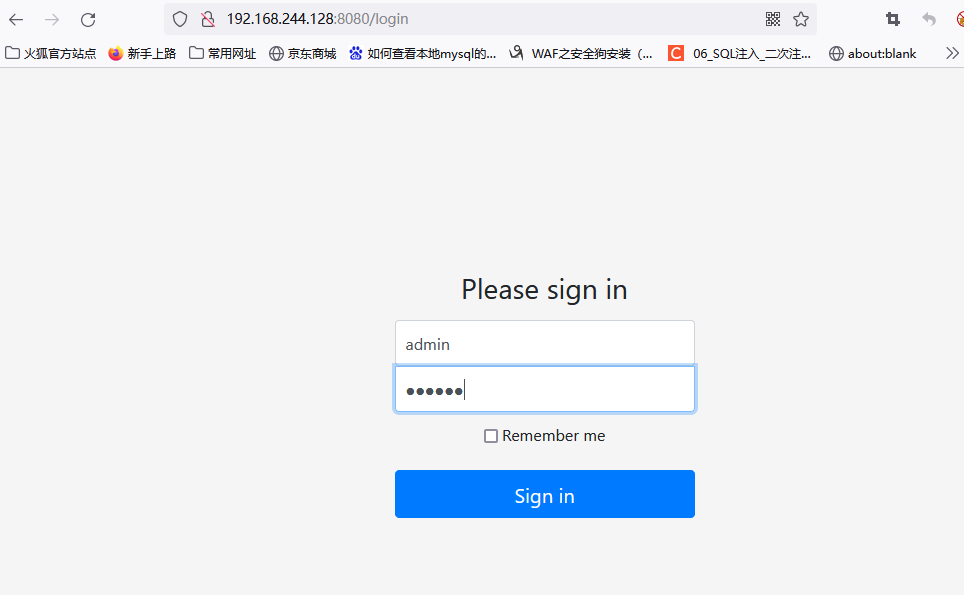 192.168.244.128:8080/login
火狐官方站点 新手上路 常用网址 京东商城 如何查看本地mysql的... WAF之安全狗安装（... C 06_SQL注入_二次注... about:blank
Please sign in
admin
••••••
Remember me
Sign in